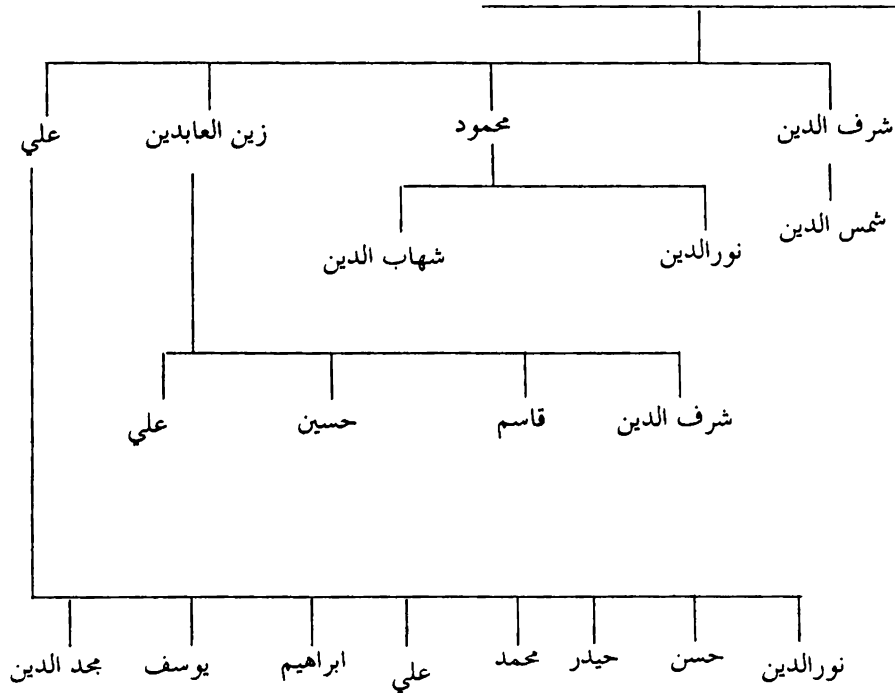 شرف الدين محمود زين العابدين علي
شمس الدين
نورالدين شهاب الدين
شرف الدين قاسم حسين علي
نورالدين حسن حيدر محمد علي ابراهيم يوسف مجد الدين